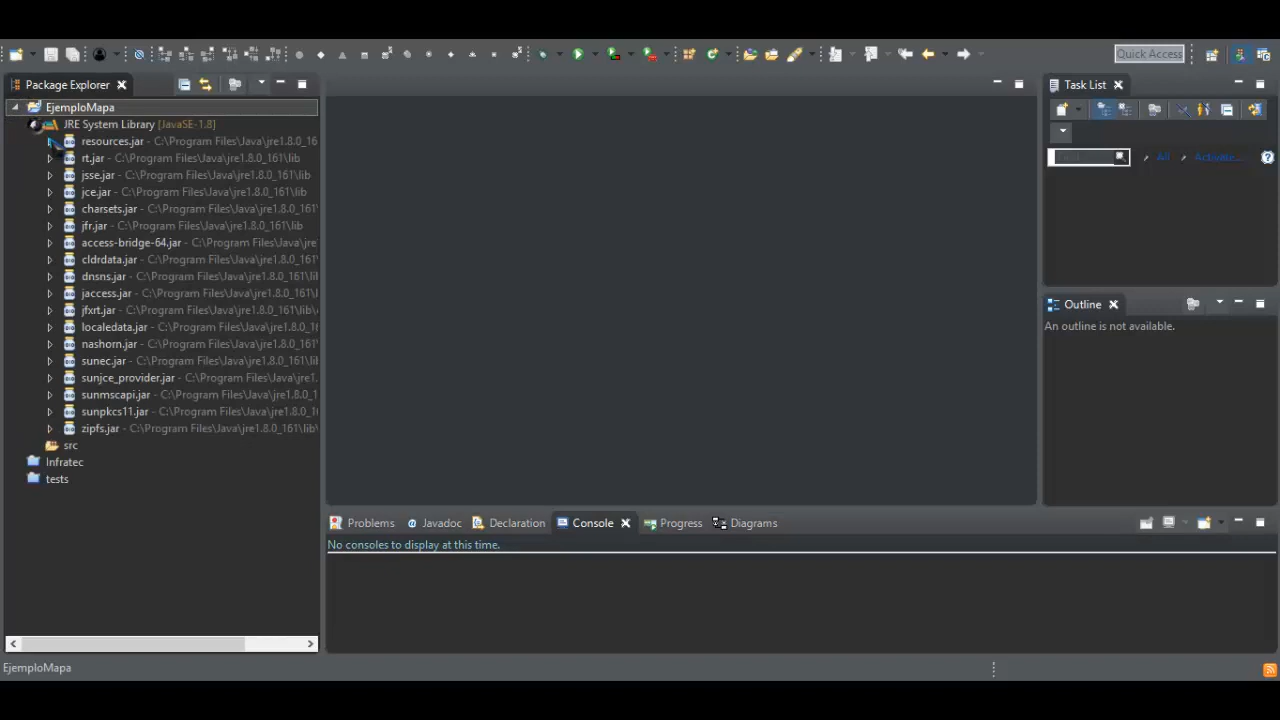 Quick Access
Package Explorer
EjemploMapa
JRE System Library [JavaSE-1.8]
resources.jar - C:\Program Files\Java\jre1.8.0_16
rt.jar - C:\Program Files\Java\jre1.8.0_161\lib
jsse.jar - C:\Program Files\Java\jre1.8.0_161\lib
jce.jar - C:\Program Files\Java\jre1.8.0_161\lib
charsets.jar - C:\Program Files\Java\jre1.8.0_161\
jfr.jar - C:\Program Files\Java\jre1.8.0_161\lib
access-bridge-64.jar - C:\Program Files\Java\jre
cldrdata.jar - C:\Program Files\Java\jre1.8.0_161\
dnsns.jar - C:\Program Files\Java\jre1.8.0_161\lib
jaccess.jar - C:\Program Files\Java\jre1.8.0_161\l
jfxrt.jar - C:\Program Files\Java\jre1.8.0_161\lib
localedata.jar - C:\Program Files\Java\jre1.8.0_1
nashorn.jar - C:\Program Files\Java\jre1.8.0_161\
sunec.jar - C:\Program Files\Java\jre1.8.0_161\lib
sunjce_provider.jar - C:\Program Files\Java\jre1.
sunmscapi.jar - C:\Program Files\Java\jre1.8.0_1
sunpkcs11.jar - C:\Program Files\Java\jre1.8.0_1
zipfs.jar - C:\Program Files\Java\jre1.8.0_161\lib\
src
Infratec
tests
Task List
All
Activate...
Outline
An outline is not available.
Problems
Javadoc
Declaration
Console
Progress
Diagrams
No consoles to display at this time.
EjemploMapa